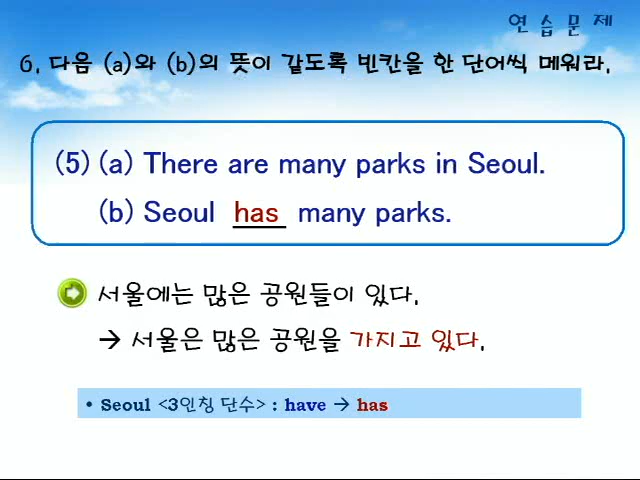 연습문제
6. 다음 (a)와 (b)의 뜻이 같도록 빈칸을 한 단어씩 메워라.
(5) (a) There are many parks in Seoul.
(b) Seoul has many parks.
서울에는 많은 공원들이 있다.
→ 서울은 많은 공원을 가지고 있다.
• Seoul <3인칭 단수> : have → has